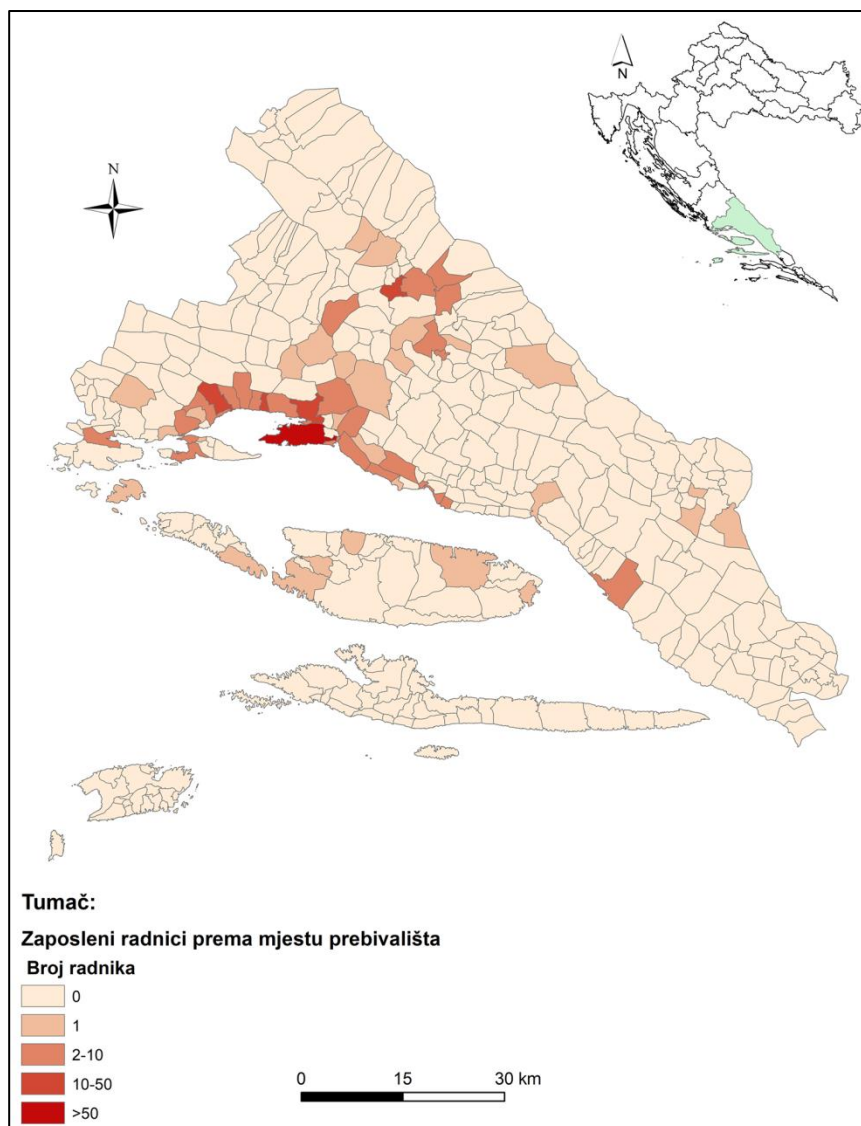 N
N
Tumač:
Zaposleni radnici prema mjestu prebivališta
Broj radnika
0
1
2-10
10-50
>50
0 15 30 km